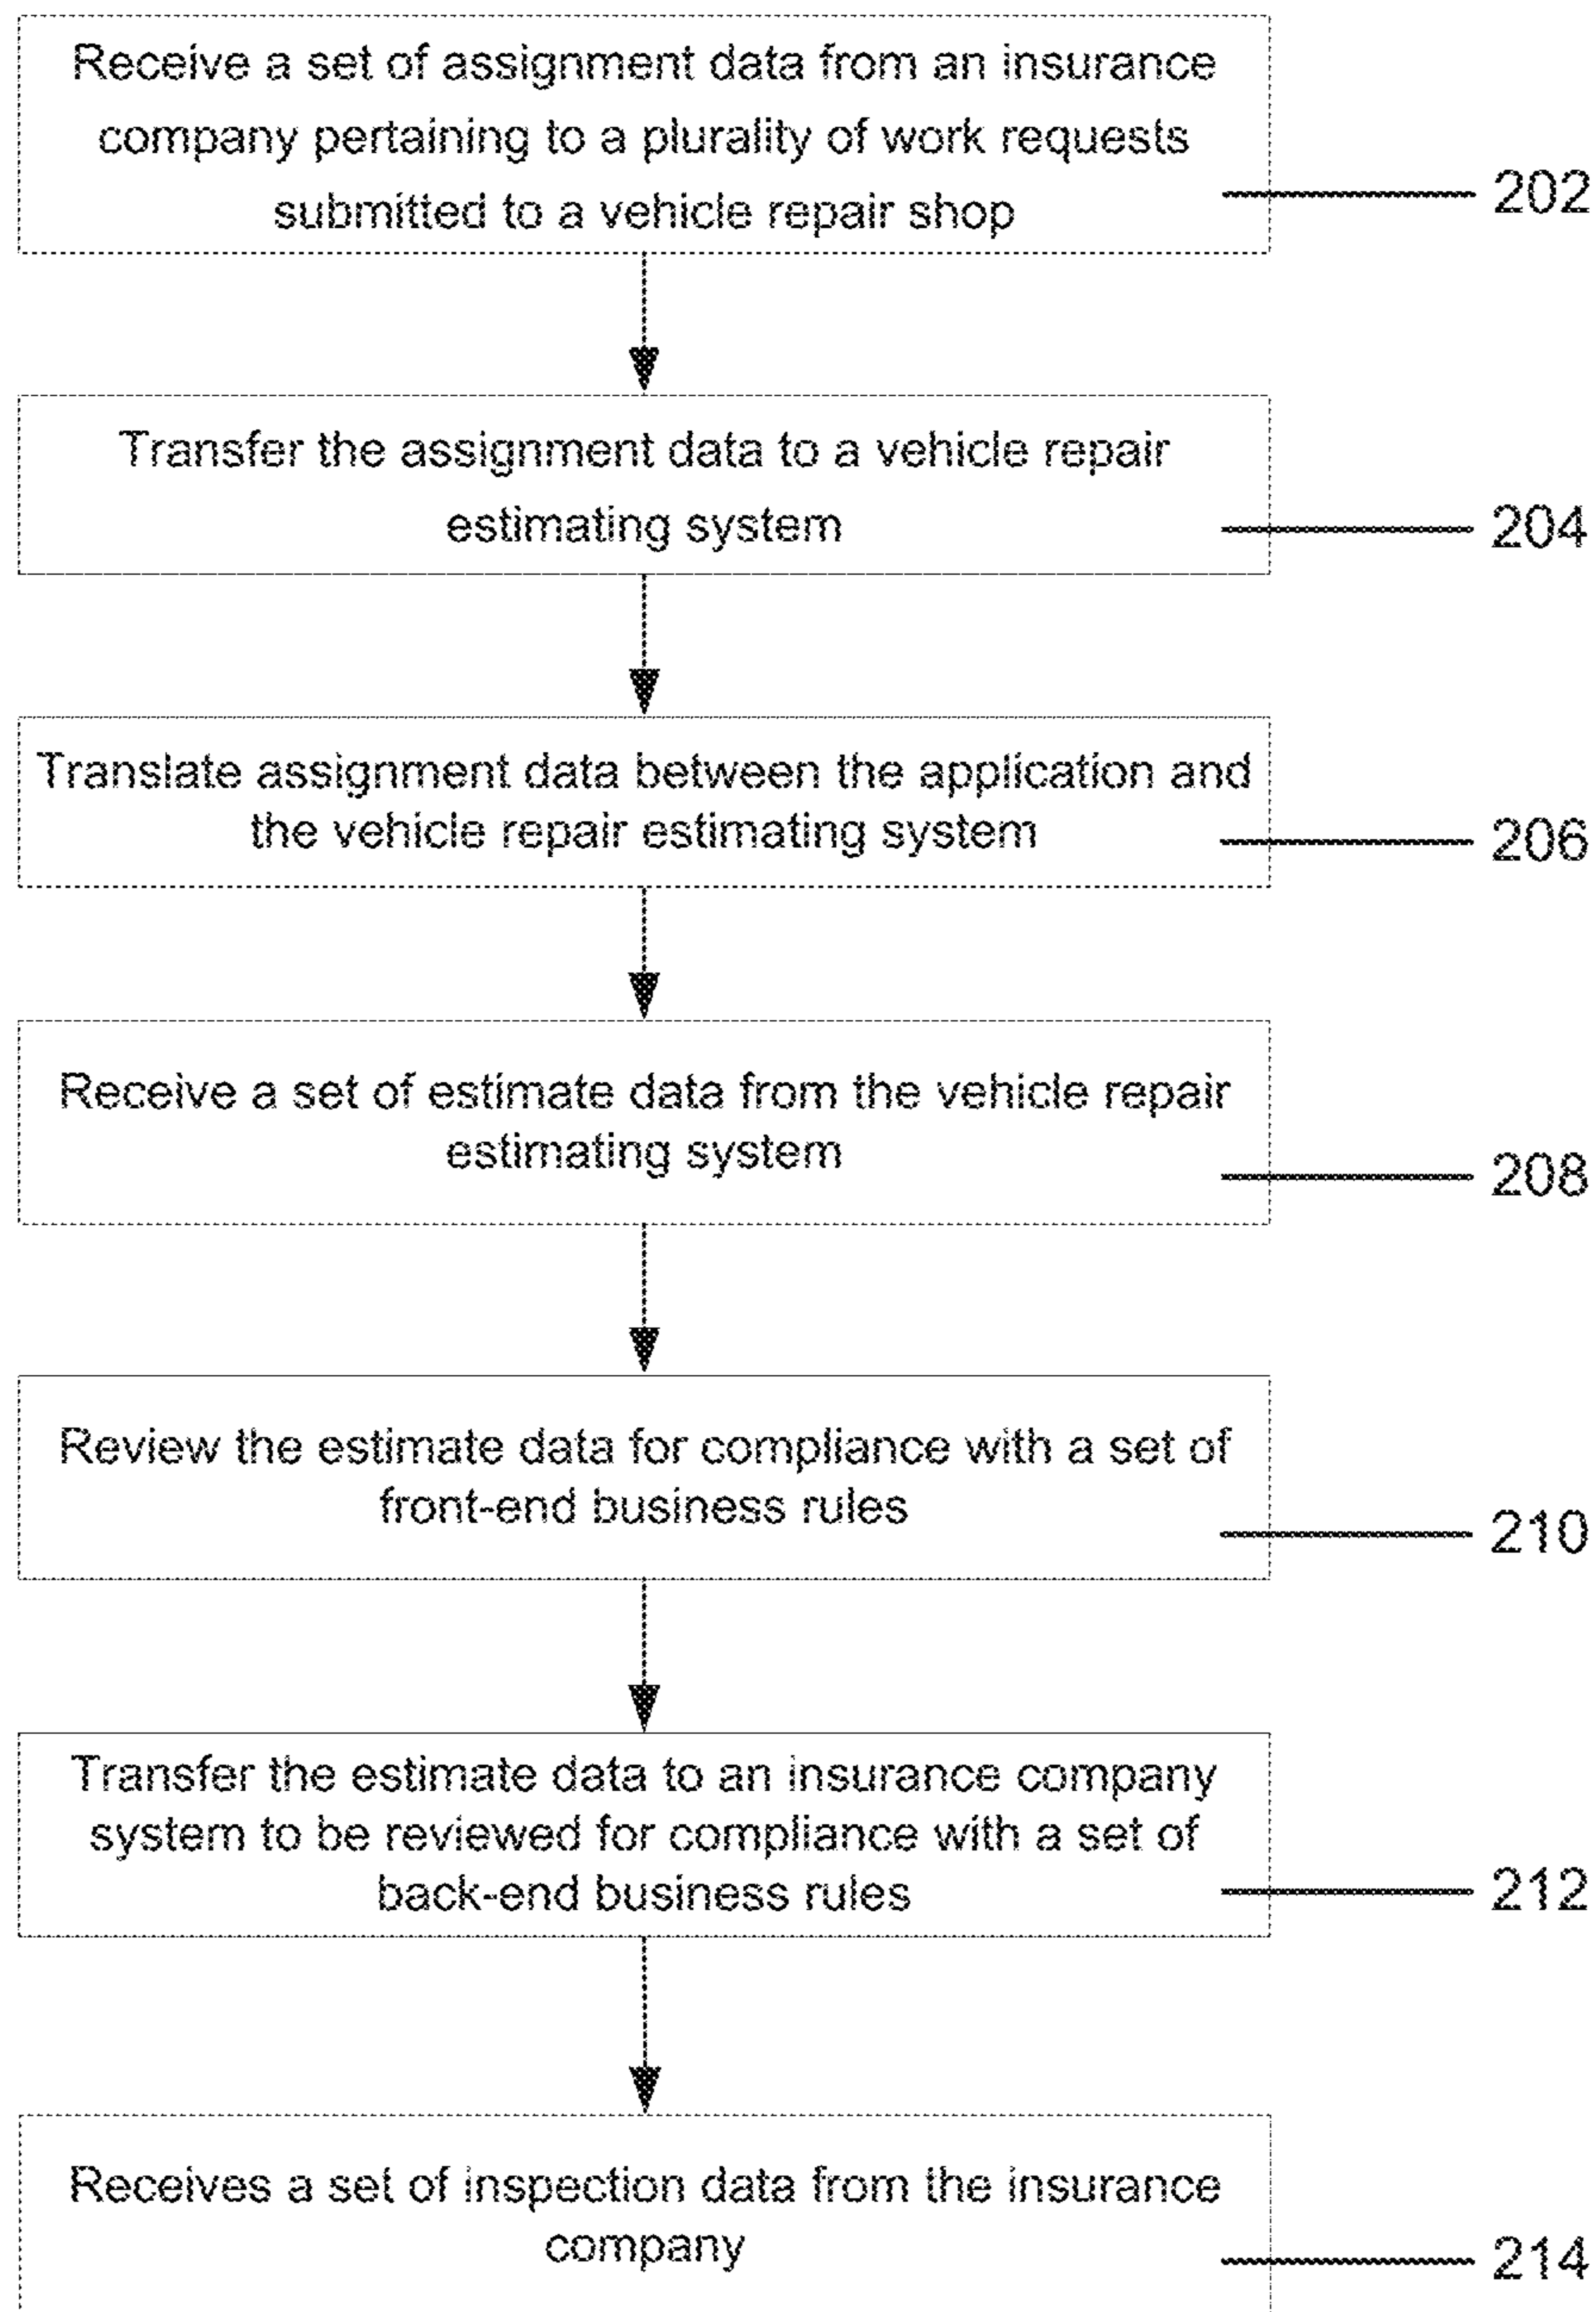 Receive a set of assignment data from an insurance
company pertaining to a plurality of work requests
submitted to a vehicle repair shop
202
Transfer the assignment data to a vehicle repair
estimating system
204
Translate assignment data between the application and
the vehicle repair estimating system
206
Receive a set of estimate data from the vehicle repair
estimating system
208
Review the estimate data for compliance with a set of
front-end business rules
210
Transfer the estimate data to an insurance company
system to be reviewed for compliance with a set of
back-end business rules
212
Receives a set of inspection data from the insurance
company
214